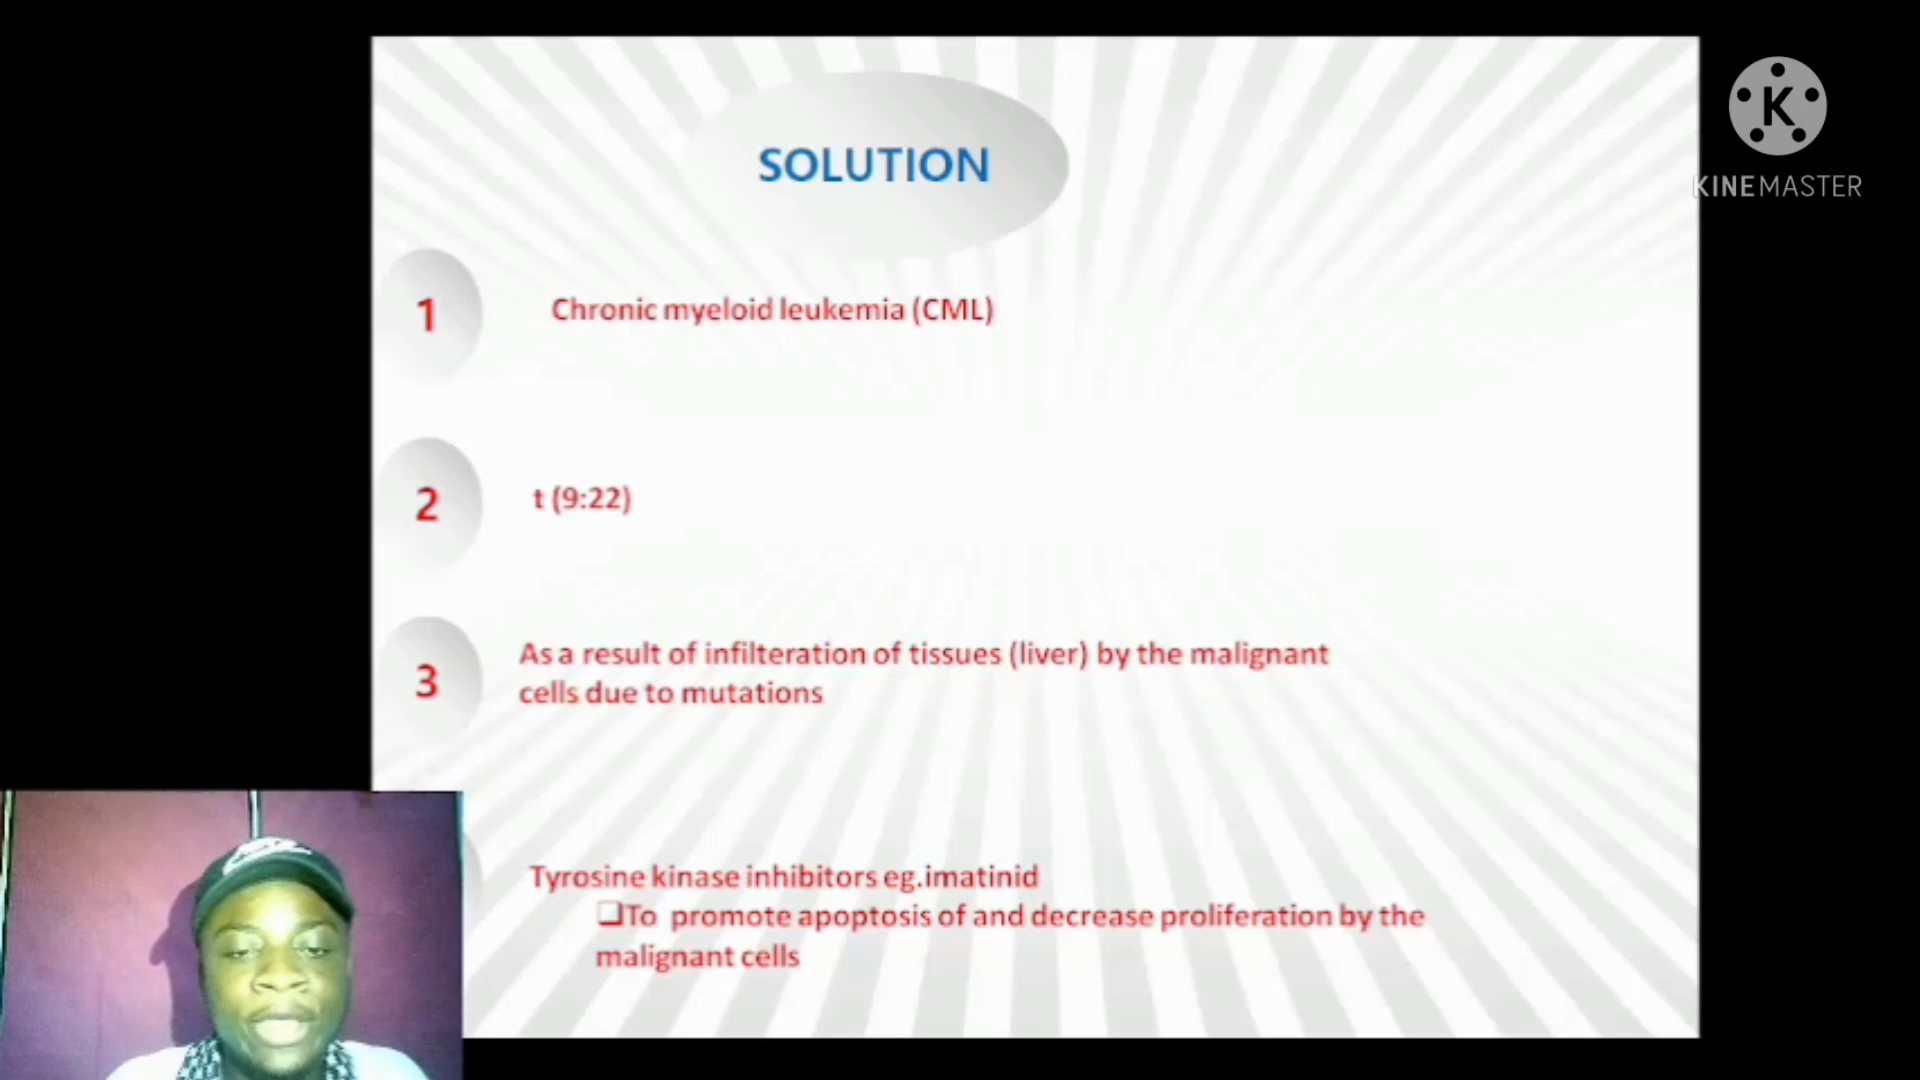 SOLUTION
K
KINEMASTER
1
Chronic myeloid leukemia (CML)
2
t (9:22)
3
As a result of infilteration of tissues (liver) by the malignant
cells due to mutations
Tyrosine kinase inhibitors eg.imatinid
❑To promote apoptosis of and decrease proliferation by the
malignant cells